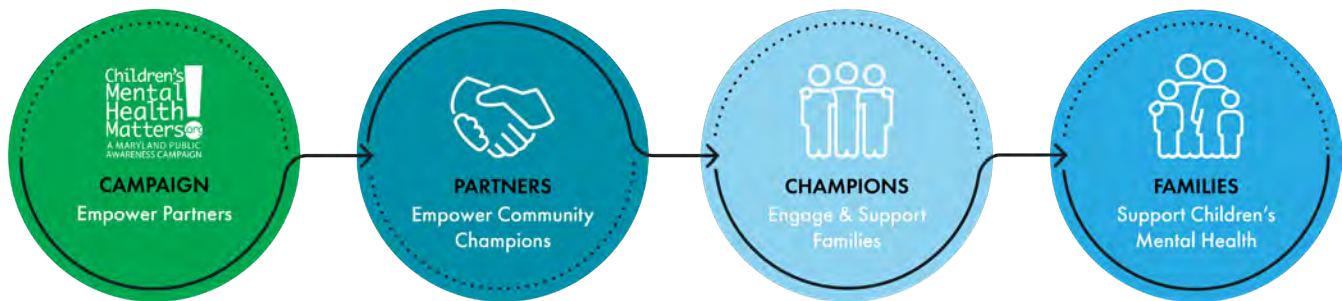 Children's
Mental
Health
Matters!
.org
A MARYLAND PUBLIC
AWARENESS CAMPAIGN
CAMPAIGN
Empower Partners
PARTNERS
Empower Community
Champions
CHAMPIONS
Engage & Support
Families
FAMILIES
Support Children's
Mental Health